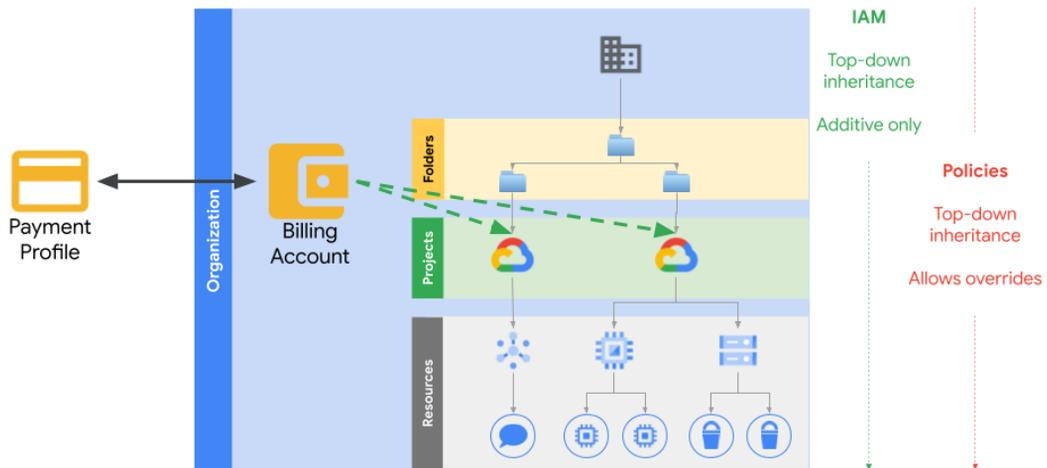 IAM
Top-down
inheritance
Additive only
Folders
Payment
Profile
Organization
Billing
Account
Policies
Top-down
inheritance
Allows overrides
Projects
Resources